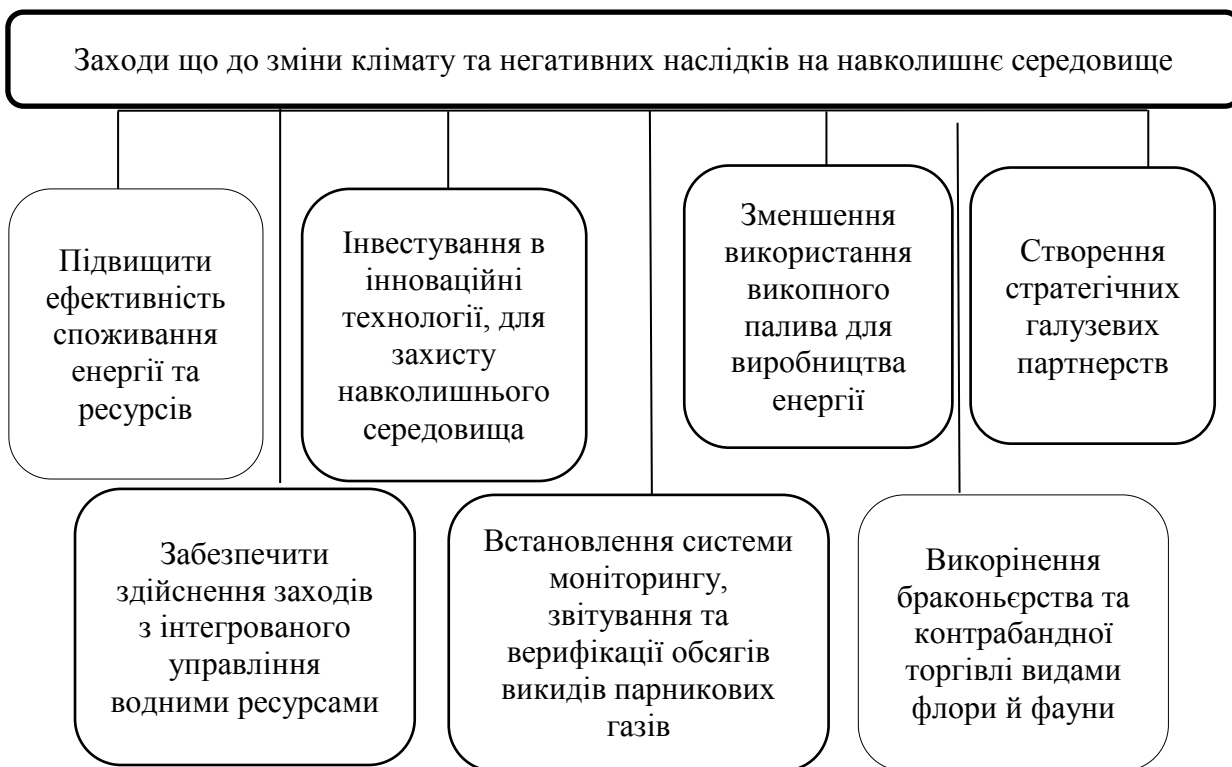 Заходи що до зміни клімату та негативних наслідків на навколишнє середовище
Підвищити
ефективність
споживання
енергії та
ресурсів
Інвестування в
інноваційні
технології, для
захисту
навколишнього
середовища
Зменшення
використання
викопного
палива для
виробництва
енергії
Створення
стратегічних
галузевих
партнерств
Забезпечити
здійснення заходів
з інтегрованого
управління
водними ресурсами
Встановлення системи
моніторингу,
звітування та
верифікації обсягів
викидів парникових
газів
Викорінення
браконьєрства та
контрабандної
торгівлі видами
флори й фауни